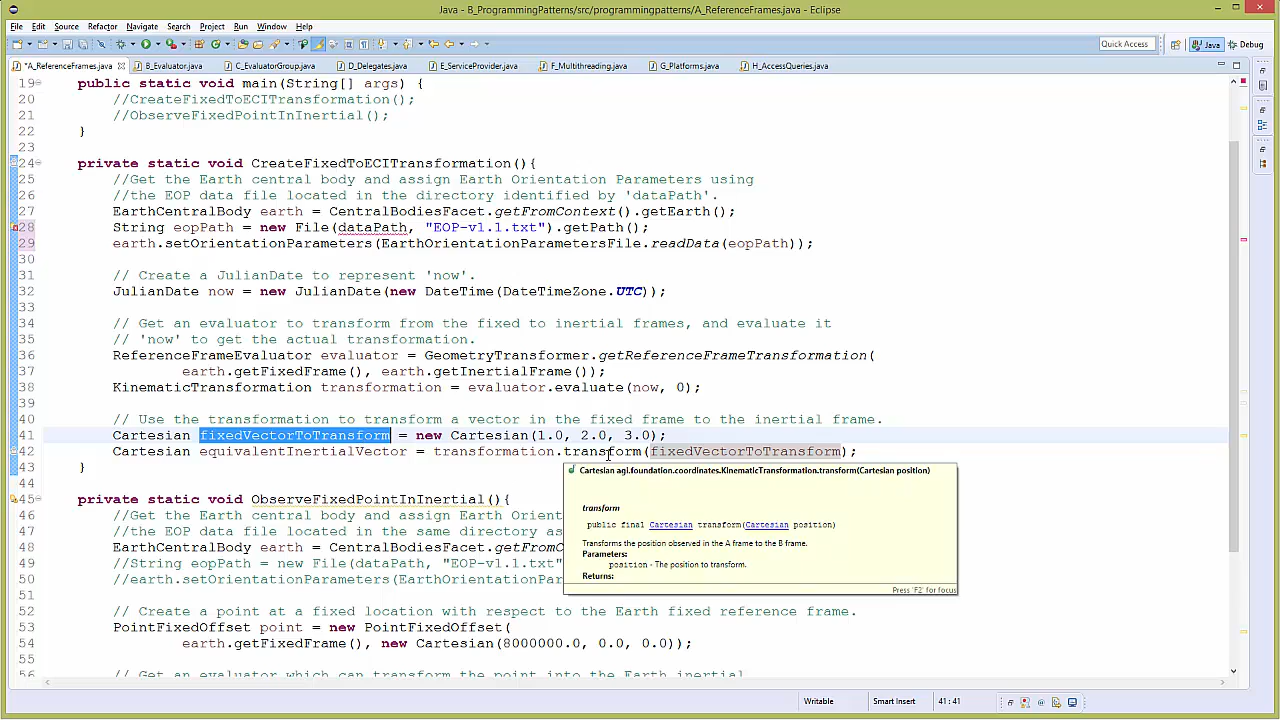 Java - B_ProgrammingPatterns/src/programmingpatterns/A_ReferenceFrames.java - Eclipse
File Edit Source Refactor Navigate Search Project Run Window Help
Quick Access Java Debug
*A_ReferenceFrames.java B_Evaluator.java C_EvaluatorGroup.java D_Delegates.java E_ServiceProvider.java F_Multithreading.java G_Platforms.java H_AccessQueries.java
19 public static void main(String[] args) {
20 //CreateFixedToECITransformation();
21 //ObserveFixedPointInInertial();
22 }
23
24 private static void CreateFixedToECITransformation(){
25 //Get the Earth central body and assign Earth Orientation Parameters using
26 //the EOP data file located in the directory identified by 'dataPath'.
27 EarthCentralBody earth = CentralBodiesFacet.getFromContext().getEarth();
28 String eopPath = new File(dataPath, "EOP-v1.1.txt").getPath();
29 earth.setOrientationParameters(EarthOrientationParametersFile.readData(eopPath));
30
31 // Create a JulianDate to represent 'now'.
32 JulianDate now = new JulianDate(new DateTime(DateTimeZone.UTC));
33
34 // Get an evaluator to transform from the fixed to inertial frames, and evaluate it
35 // 'now' to get the actual transformation.
36 ReferenceFrameEvaluator evaluator = GeometryTransformer.getReferenceFrameTransformation(
37 earth.getFixedFrame(), earth.getInertialFrame());
38 KinematicTransformation transformation = evaluator.evaluate(now, 0);
39
40 // Use the transformation to transform a vector in the fixed frame to the inertial frame.
41 Cartesian fixedVectorToTransform = new Cartesian(1.0, 2.0, 3.0);
42 Cartesian equivalentInertialVector = transformation.transform(fixedVectorToTransform);
43 }
Cartesian agi.foundation.coordinates.KinematicTransformation.transform(Cartesian position)
transform
public final Cartesian transform(Cartesian position)
Transforms the position observed in the A frame to the B frame.
Parameters:
position - The position to transform.
Returns:
Press 'F2' for focus
44
45 private static void ObserveFixedPointInInertial(){
46 //Get the Earth central body and assign Earth Orient
47 //the EOP data file located in the same directory as
48 EarthCentralBody earth = CentralBodiesFacet.getFromC
49 //String eopPath = new File(dataPath, "EOP-v1.1.txt"
50 //earth.setOrientationParameters(EarthOrientationPa
51
52 // Create a point at a fixed location with respect to the Earth fixed reference frame.
53 PointFixedOffset point = new PointFixedOffset(
54 earth.getFixedFrame(), new Cartesian(8000000.0, 0.0, 0.0));
55
56 // Get an evaluator which can transform the point into the Earth inertial
Writable Smart Insert 41:41